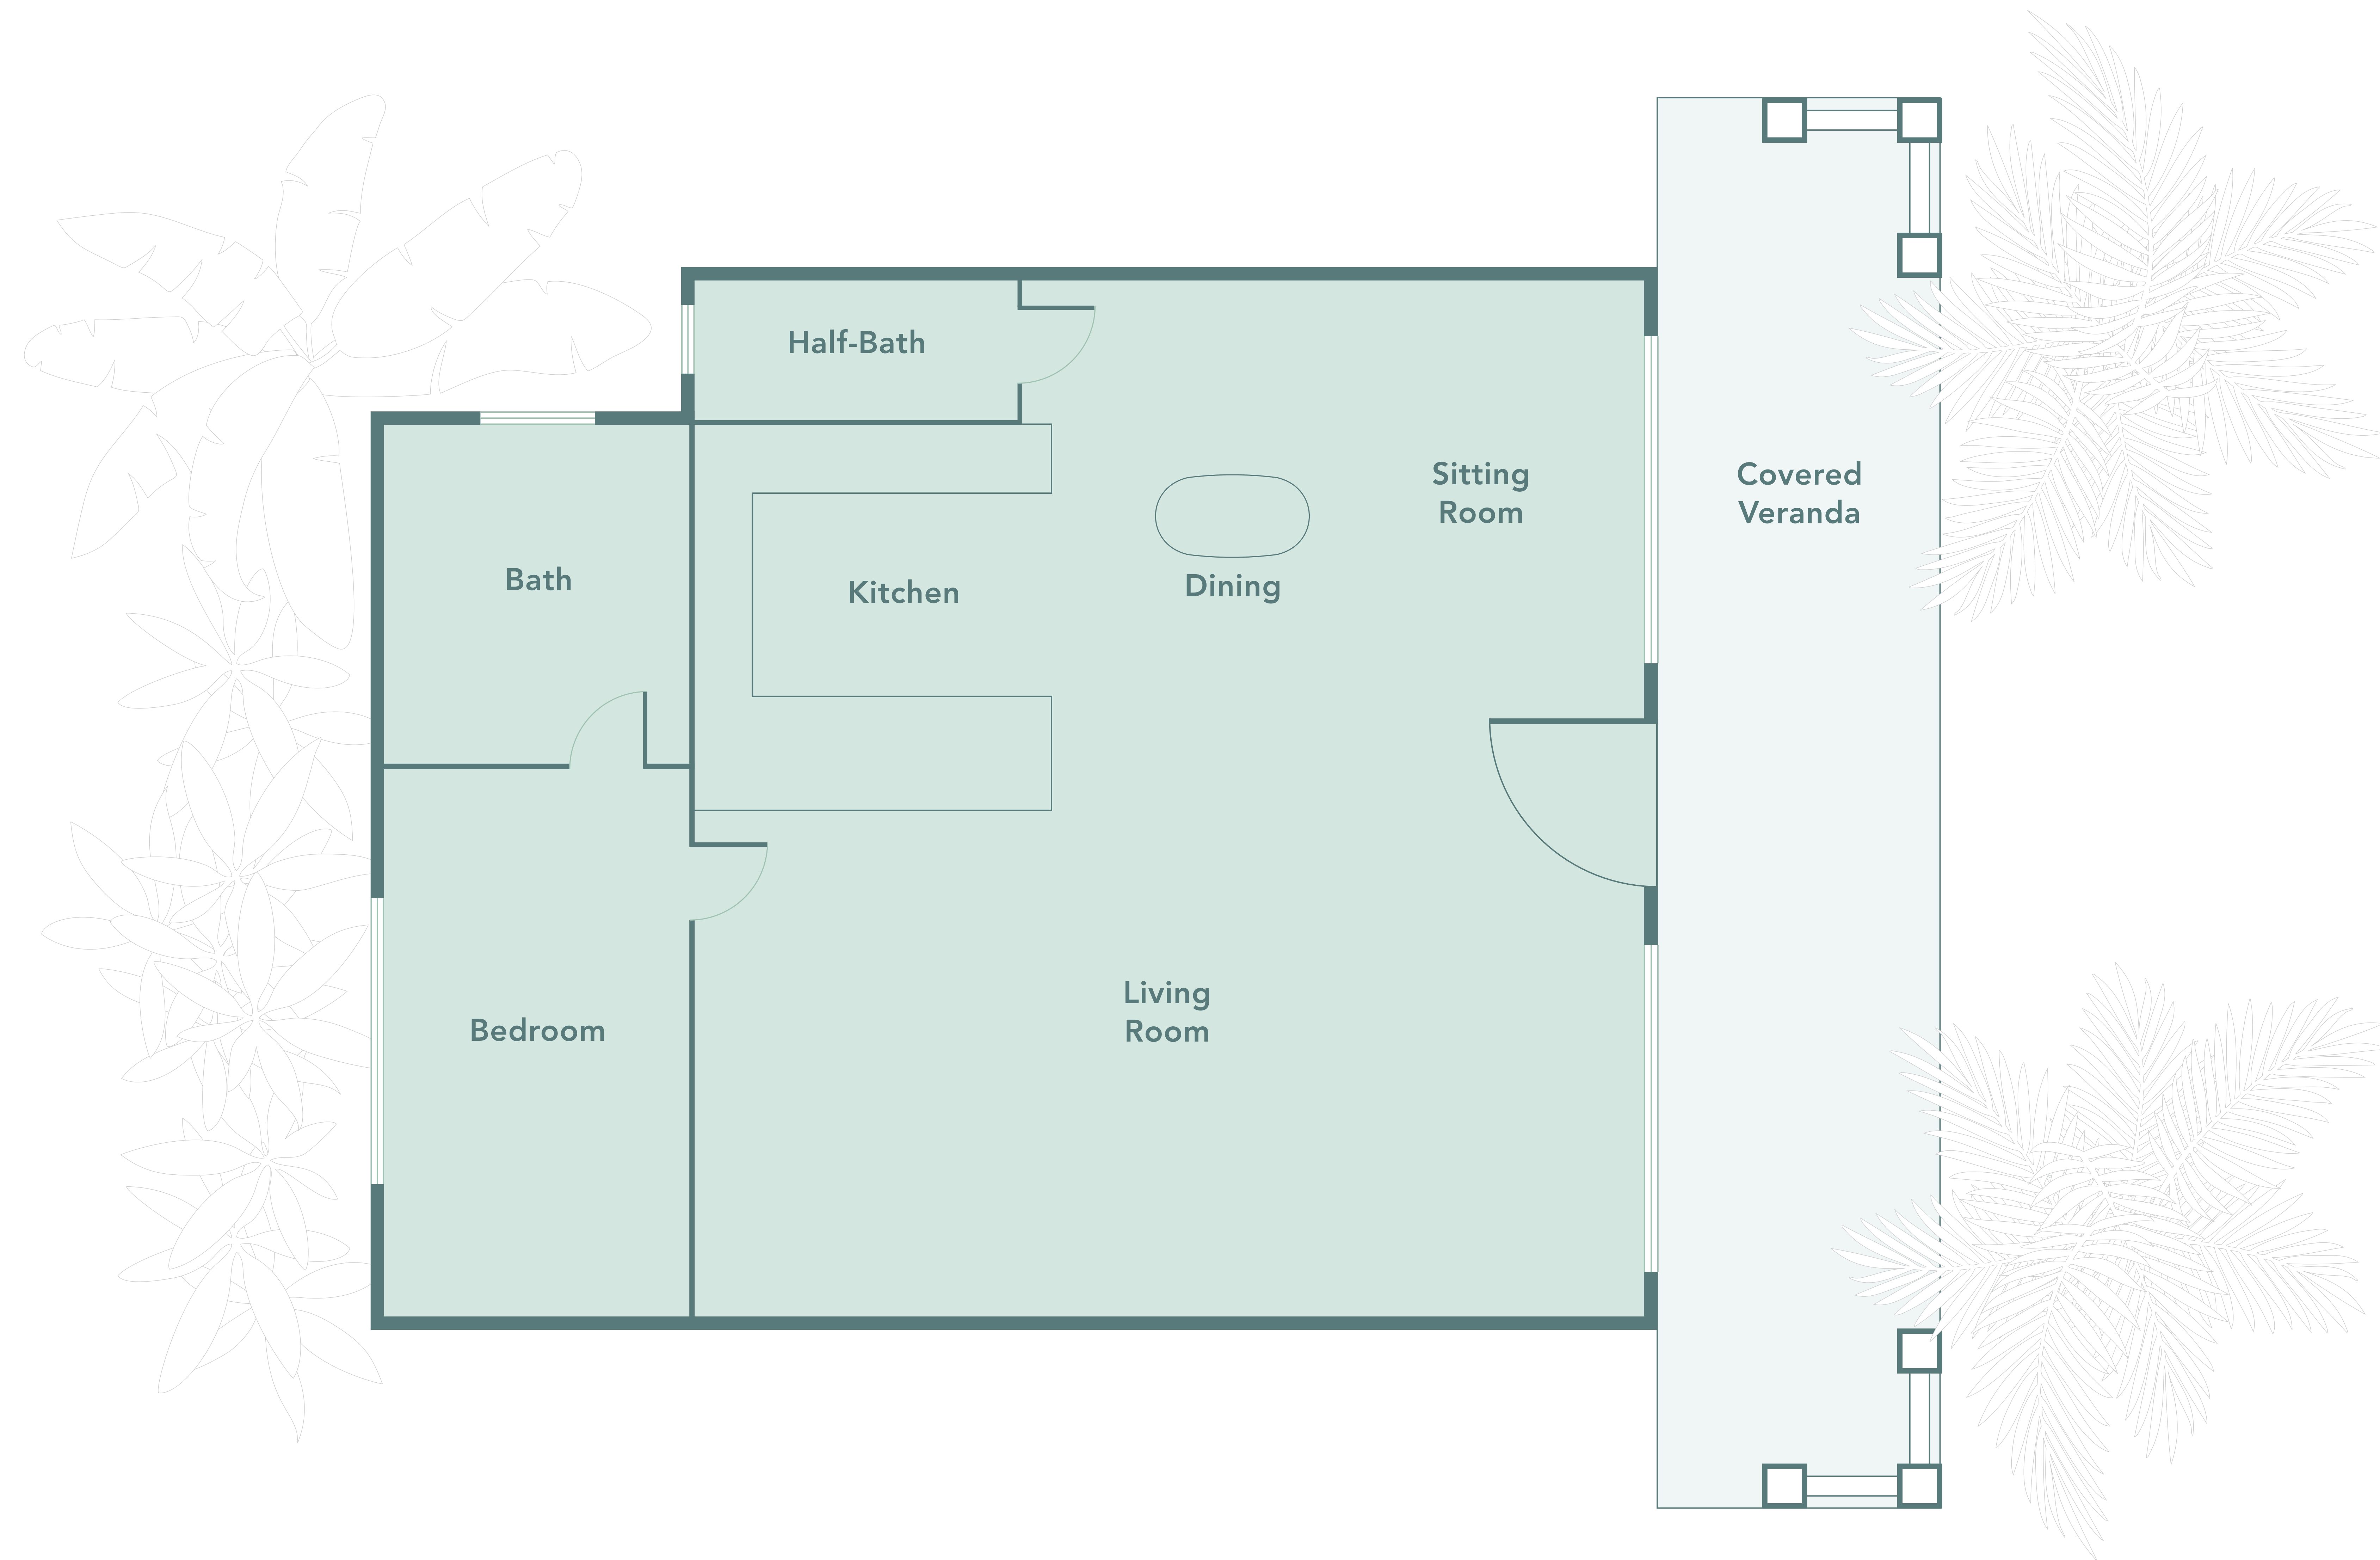 Half-Bath
Sitting
Room
Covered
Veranda
Bath
Kitchen
Dining
Living
Room
Bedroom